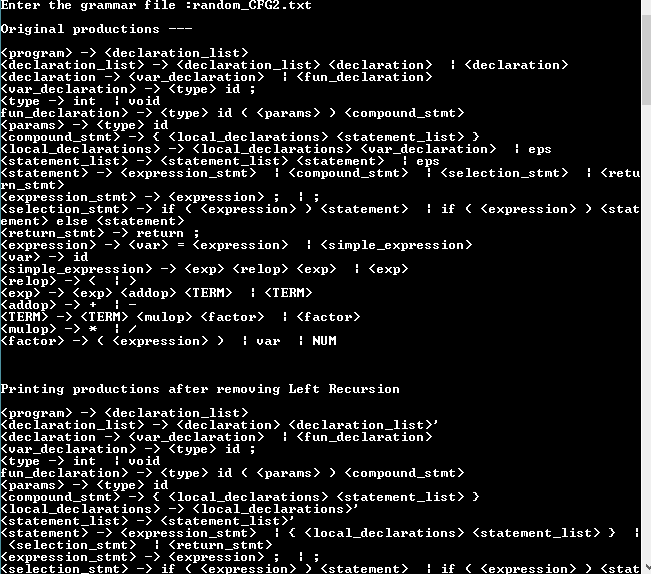 Enter the grammar file :random_CFG2.txt
Original productions ---
<program> -> <declaration_list>
<declaration_list> -> <declaration_list> <declaration>  | <declaration>
<declaration -> <var_declaration>  | <fun_declaration>
<var_declaration> -> <type> id ;
<type -> int  | void
fun_declaration> -> <type> id ( <params> ) <compound_stmt>
<params> -> <type> id
<compound_stmt> -> { <local_declarations> <statement_list> }
<local_declarations> -> <local_declarations> <var_declaration>  | eps
<statement_list> -> <statement_list> <statement>  | eps
<statement> -> <expression_stmt>  | <compound_stmt>  | <selection_stmt>  | <retu
rn_stmt>
<expression_stmt> -> <expression> ;  | ;
<selection_stmt> -> if ( <expression> ) <statement>  | if ( <expression> ) <stat
ement> else <statement>
<return_stmt> -> return ;
<expression> -> <var> = <expression>  | <simple_expression>
<var> -> id
<simple_expression> -> <exp> <relop> <exp>  | <exp>
<relop> -> <  | >
<exp> -> <exp> <addop> <TERM>  | <TERM>
<addop> -> +  | -
<TERM> -> <TERM> <mulop> <factor>  | <factor>
<mulop> -> *  | /
<factor> -> ( <expression> )  | var  | NUM
Printing productions after removing Left Recursion
<program> -> <declaration_list>
<declaration_list> -> <declaration> <declaration_list>'
<declaration -> <var_declaration>  | <fun_declaration>
<var_declaration> -> <type> id ;
<type -> int  | void
fun_declaration> -> <type> id ( <params> ) <compound_stmt>
<params> -> <type> id
<compound_stmt> -> { <local_declarations> <statement_list> }
<local_declarations> -> <local_declarations>'
<statement_list> -> <statement_list>'
<statement> -> <expression_stmt>  | { <local_declarations> <statement_list> }  |
 <selection_stmt>  | <return_stmt>
<expression_stmt> -> <expression> ;  | ;
<selection_stmt> -> if ( <expression> ) <statement>  | if ( <expression> ) <stat